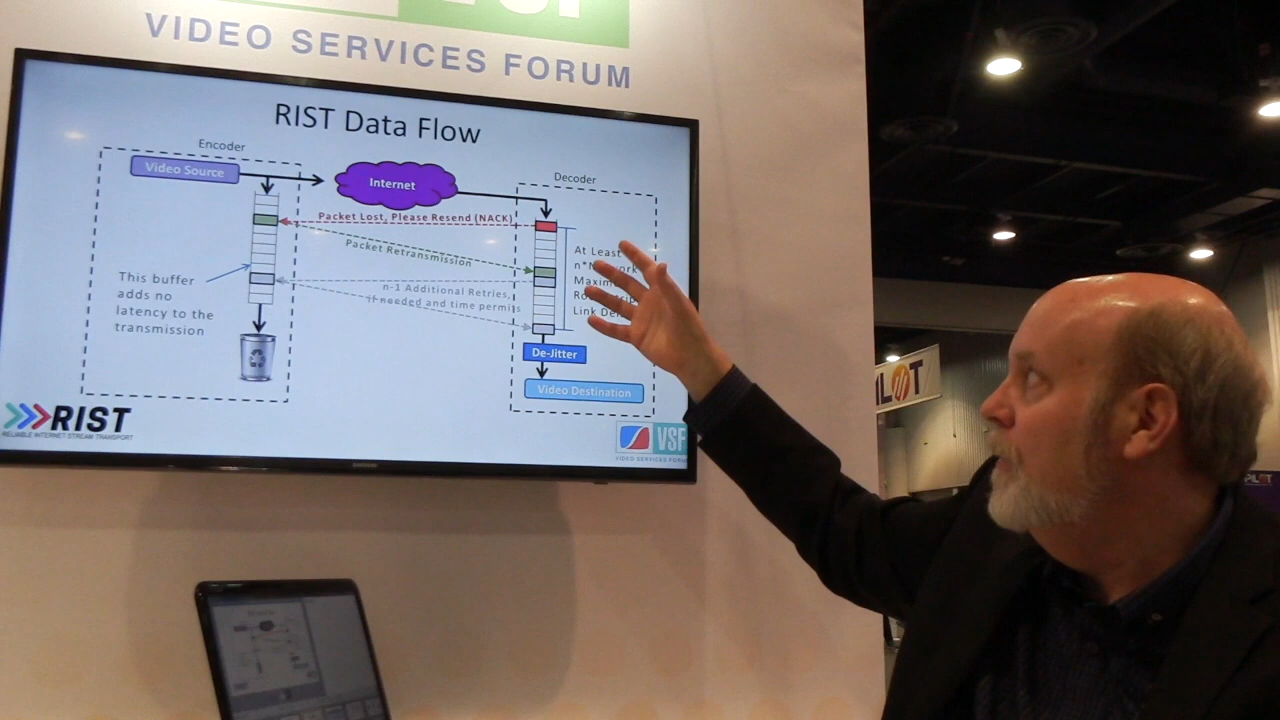 VIDEO SERVICES FORUM
RIST Data Flow
Encoder
Video Source
Internet
Decoder
Packet Lost, Please Resend (NACK)
Packet Retransmission
At Least
n-1 Additional Retries,
if needed and time permits
This buffer
adds no
latency to the
transmission
De-Jitter
Video Destination
RIST
RELIABLE INTERNET STREAM TRANSPORT
VSF
VIDEO SERVICES FORUM
SAMSUNG